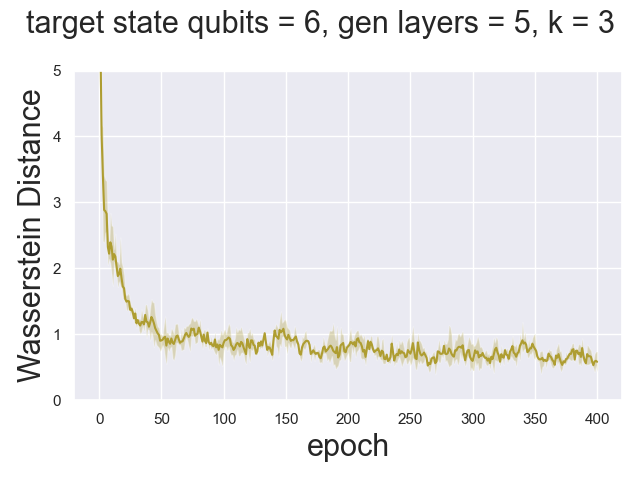 target state qubits = 6, gen layers = 5, k = 3
Wasserstein Distance
5
4
3
2
1
0
0 50 100 150 200 250 300 350 400
epoch